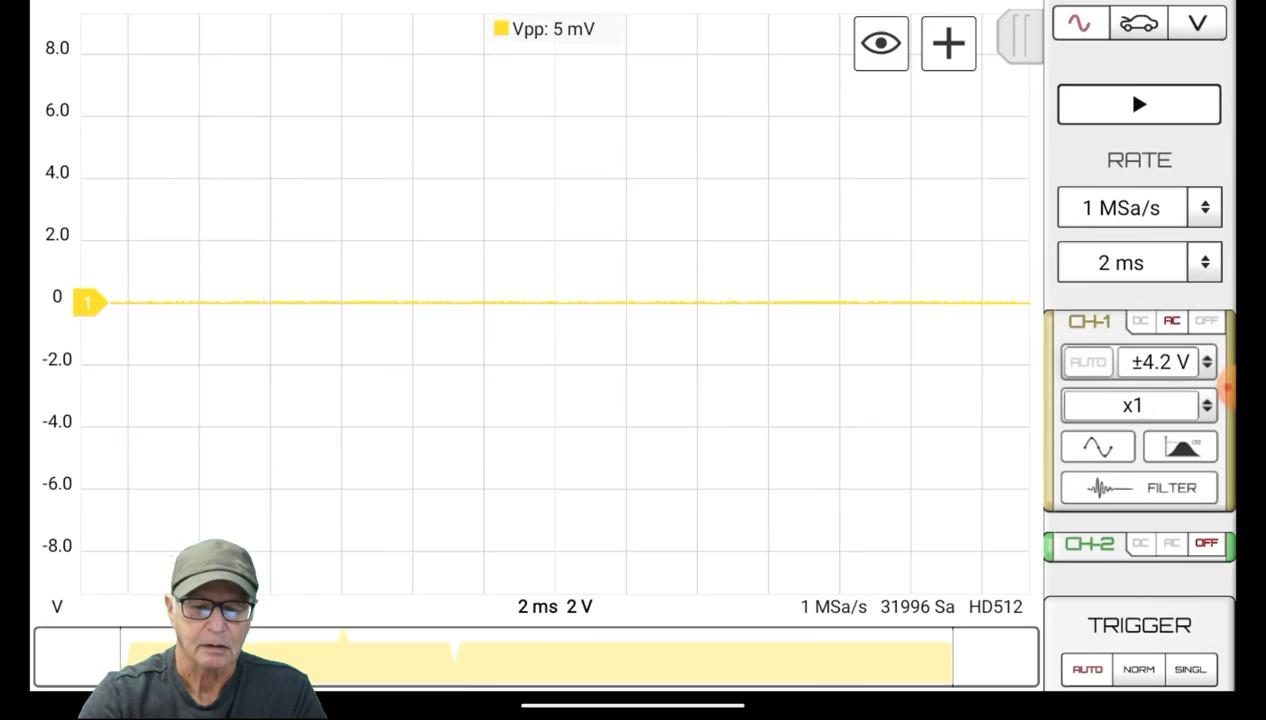 Vpp: 5 mV
8.0
6.0
4.0
2.0
0
1
-2.0
-4.0
-6.0
-8.0
V
2 ms 2 V
1 MSa/s 31996 Sa HD512
V
RATE
1 MSa/s
2 ms
CH-1 DC AC OFF
AUTO ±4.2 V
x1
FILTER
CH-2 DC AC OFF
TRIGGER
AUTO NORM SINGL